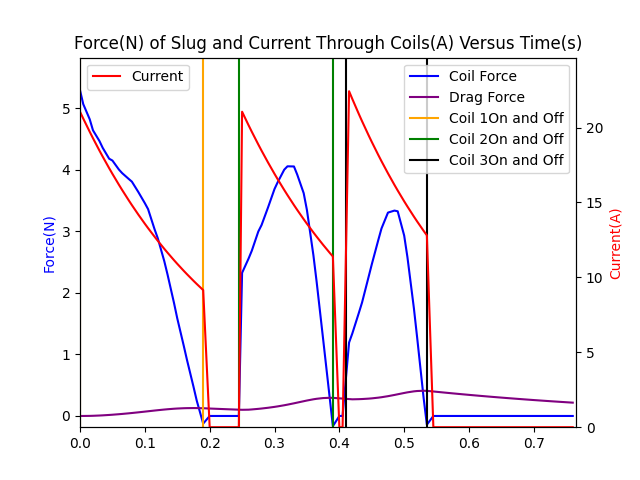 Force(N) of Slug and Current Through Coils(A) Versus Time(s)
Current
Coil Force
Drag Force
Coil 1On and Off
Coil 2On and Off
Coil 3On and Off
Force(N)
Current(A)
5
4
3
2
1
0
20
15
10
5
0
0.0 0.1 0.2 0.3 0.4 0.5 0.6 0.7